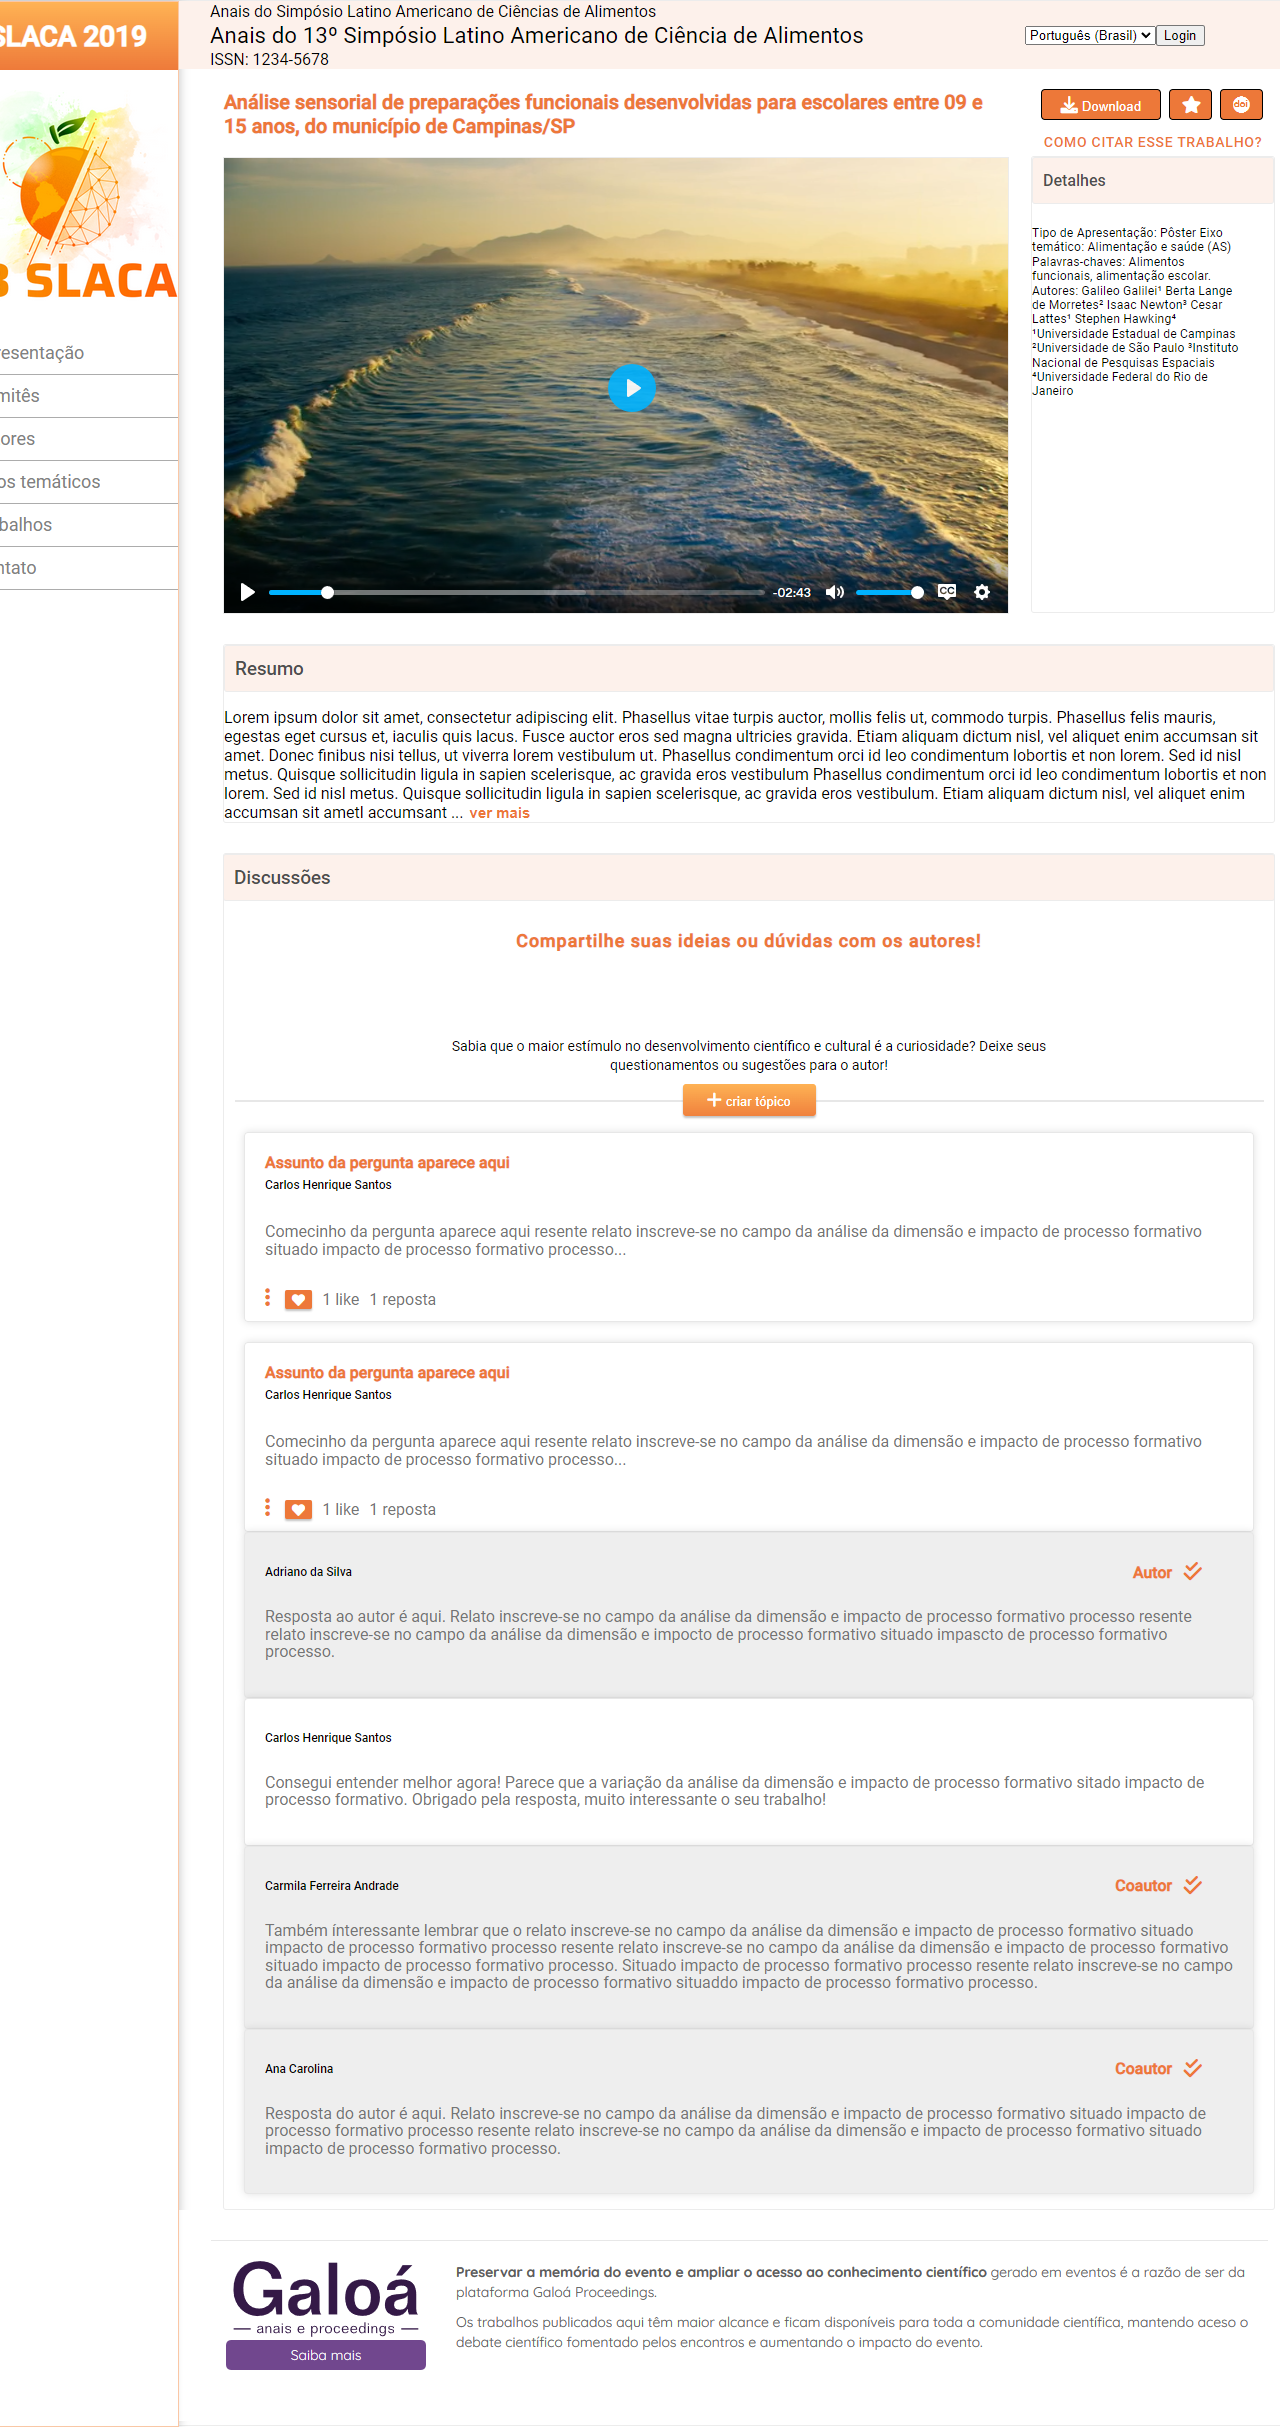 SLACA 2019
Anais do Simpósio Latino Americano de Ciências de Alimentos
Anais do 13º Simpósio Latino Americano de Ciência de Alimentos
ISSN: 1234-5678
Português (Brasil)
Login
SLACA
resentação
mitês
ores
os temáticos
balhos
ntato
Análise sensorial de preparações funcionais desenvolvidas para escolares entre 09 e
15 anos, do município de Campinas/SP
Download
doi
COMO CITAR ESSE TRABALHO?
-02:43
CC
Detalhes
Tipo de Apresentação: Pôster Eixo
temático: Alimentação e saúde (AS)
Palavras-chaves: Alimentos
funcionais, alimentação escolar.
Autores: Galileo Galilei¹ Berta Lange
de Morretes² Isaac Newton³ Cesar
Lattes¹ Stephen Hawking⁴
¹Universidade Estadual de Campinas
²Universidade de São Paulo ³Instituto
Nacional de Pesquisas Espaciais
⁴Universidade Federal do Rio de
Janeiro
Resumo
Lorem ipsum dolor sit amet, consectetur adipiscing elit. Phasellus vitae turpis auctor, mollis felis ut, commodo turpis. Phasellus felis mauris,
egestas eget cursus et, iaculis quis lacus. Fusce auctor eros sed magna ultricies gravida. Etiam aliquam dictum nisl, vel aliquet enim accumsan sit
amet. Donec finibus nisi tellus, ut viverra lorem vestibulum ut. Phasellus condimentum orci id leo condimentum lobortis et non lorem. Sed id nisl
metus. Quisque sollicitudin ligula in sapien scelerisque, ac gravida eros vestibulum Phasellus condimentum orci id leo condimentum lobortis et non
lorem. Sed id nisl metus. Quisque sollicitudin ligula in sapien scelerisque, ac gravida eros vestibulum. Etiam aliquam dictum nisl, vel aliquet enim
accumsan sit ametl accumsant ... ver mais
Discussões
Compartilhe suas ideias ou dúvidas com os autores!
Sabia que o maior estímulo no desenvolvimento científico e cultural é a curiosidade? Deixe seus
questionamentos ou sugestões para o autor!
criar tópico
Assunto da pergunta aparece aqui
Carlos Henrique Santos
Comecinho da pergunta aparece aqui resente relato inscreve-se no campo da análise da dimensão e impacto de processo formativo
situado impacto de processo formativo processo...
1 like 1 reposta
Assunto da pergunta aparece aqui
Carlos Henrique Santos
Comecinho da pergunta aparece aqui resente relato inscreve-se no campo da análise da dimensão e impacto de processo formativo
situado impacto de processo formativo processo...
1 like 1 reposta
Adriano da Silva
Autor
Resposta ao autor é aqui. Relato inscreve-se no campo da análise da dimensão e impacto de processo formativo processo resente
relato inscreve-se no campo da análise da dimensão e impocto de processo formativo situado impascto de processo formativo
processo.
Carlos Henrique Santos
Consegui entender melhor agora! Parece que a variação da análise da dimensão e impacto de processo formativo sitado impacto de
processo formativo. Obrigado pela resposta, muito interessante o seu trabalho!
Carmila Ferreira Andrade
Coautor
Também ínteressante lembrar que o relato inscreve-se no campo da análise da dimensão e impacto de processo formativo situado
impacto de processo formativo processo resente relato inscreve-se no campo da análise da dimensão e impacto de processo formativo
situado impacto de processo formativo processo. Situado impacto de processo formativo processo resente relato inscreve-se no campo
da análise da dimensão e impacto de processo formativo situaddo impacto de processo formativo processo.
Ana Carolina
Coautor
Resposta do autor é aqui. Relato inscreve-se no campo da análise da dimensão e impacto de processo formativo situado impacto de
processo formativo processo resente relato inscreve-se no campo da análise da dimensão e impacto de processo formativo situado
impacto de processo formativo processo.
Galoá
anais e proceedings
Saiba mais
Preservar a memória do evento e ampliar o acesso ao conhecimento científico gerado em eventos é a razão de ser da
plataforma Galoá Proceedings.
Os trabalhos publicados aqui têm maior alcance e ficam disponíveis para toda a comunidade científica, mantendo aceso o
debate científico fomentado pelos encontros e aumentando o impacto do evento.